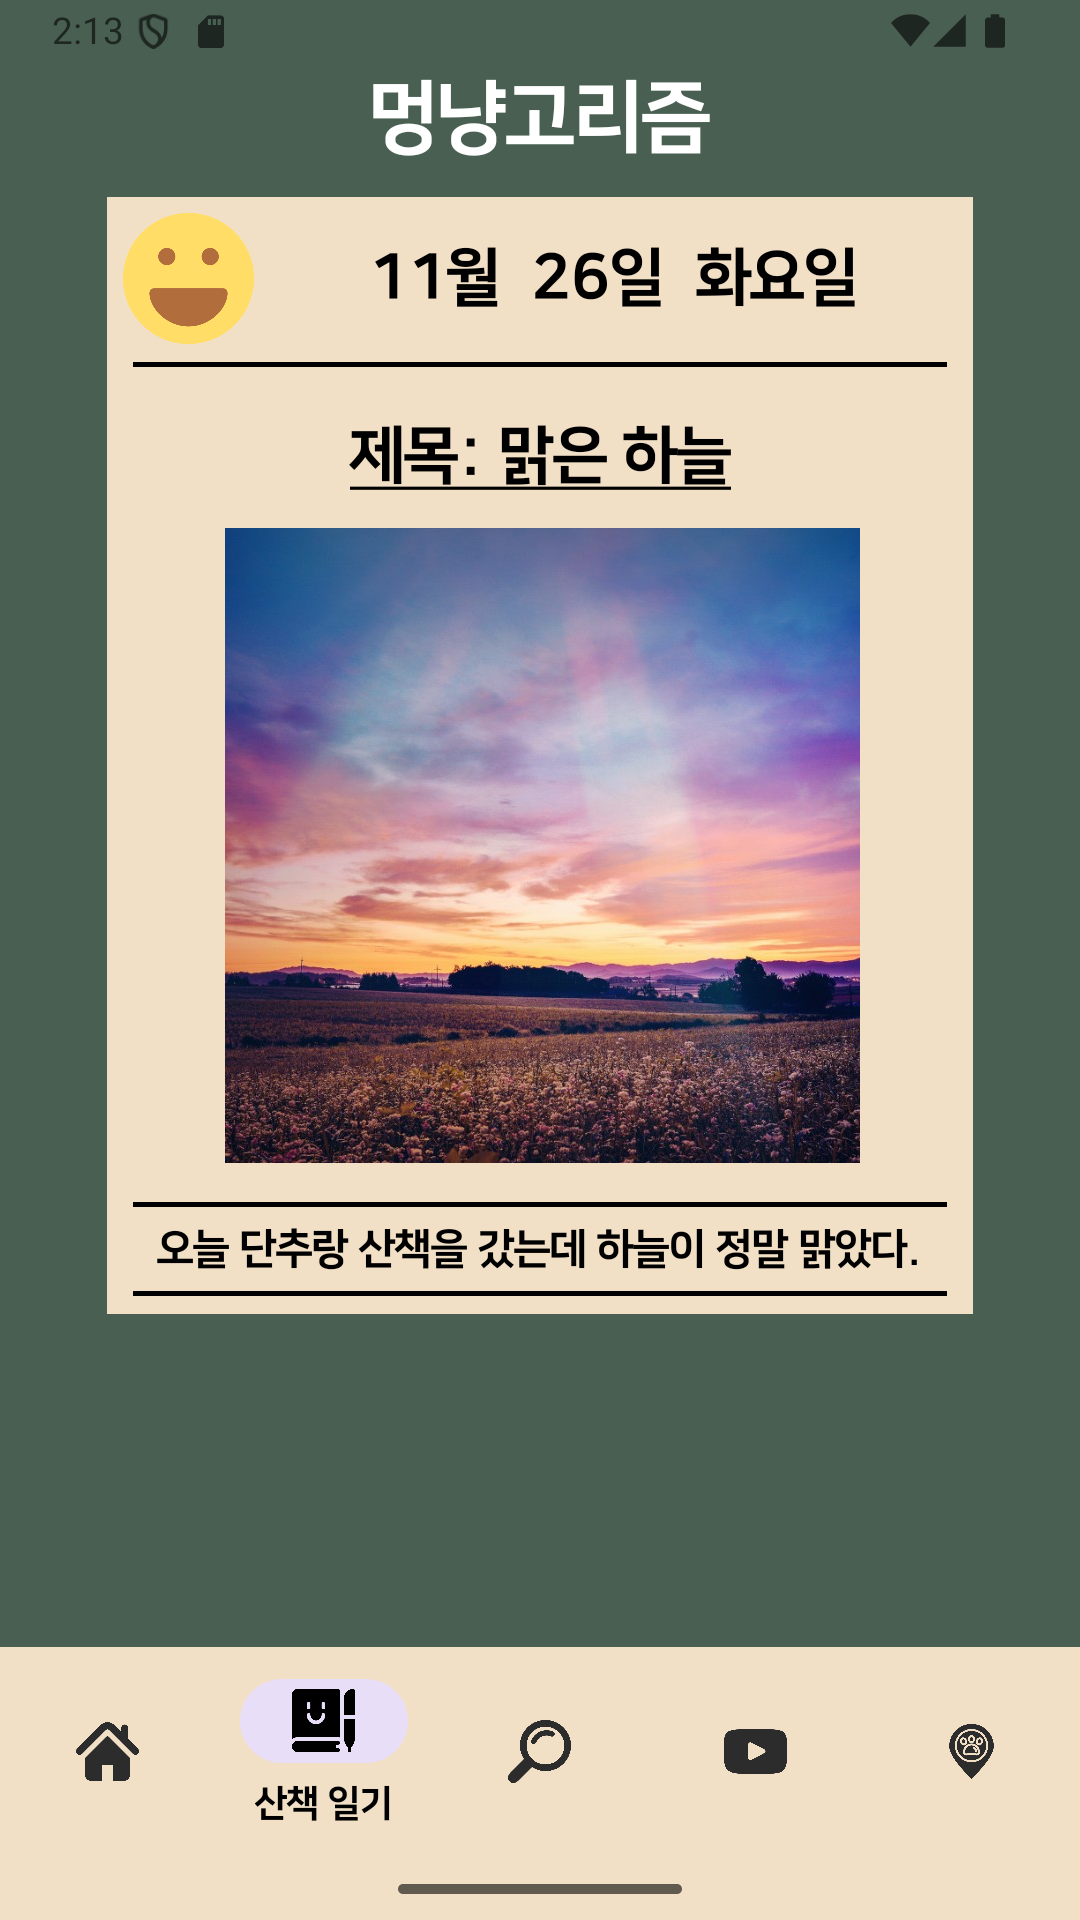 2:13
멍냥고리즘
11월 26일 화요일
제목: 맑은 하늘
오늘 단추랑 산책을 갔는데 하늘이 정말 맑았다.
산책 일기